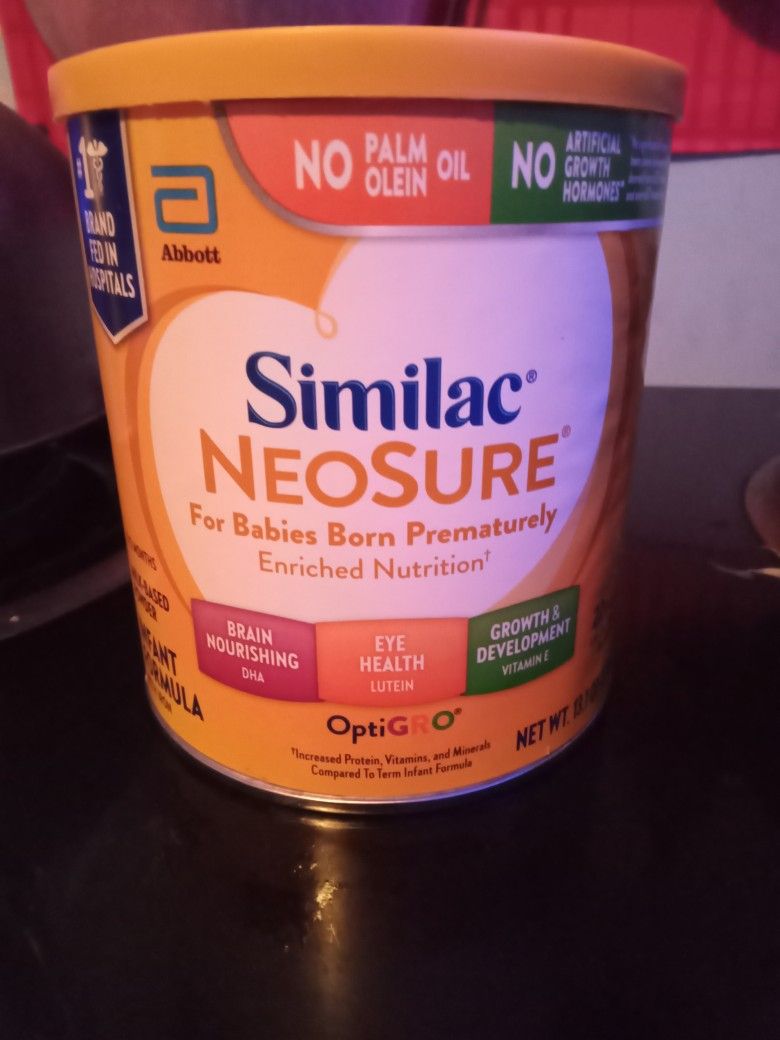 #1
BRAND
FED IN
HOSPITALS
Abbott
NO PALM OLEIN OIL
NO ARTIFICIAL GROWTH HORMONES
Similac®
NEOSURE®
For Babies Born Prematurely
Enriched Nutrition†
BRAIN
NOURISHING
DHA
EYE
HEALTH
LUTEIN
GROWTH &
DEVELOPMENT
VITAMIN E
MONTHS
OptiGRO®
†Increased Protein, Vitamins, and Minerals
Compared To Term Infant Formula
NET WT.